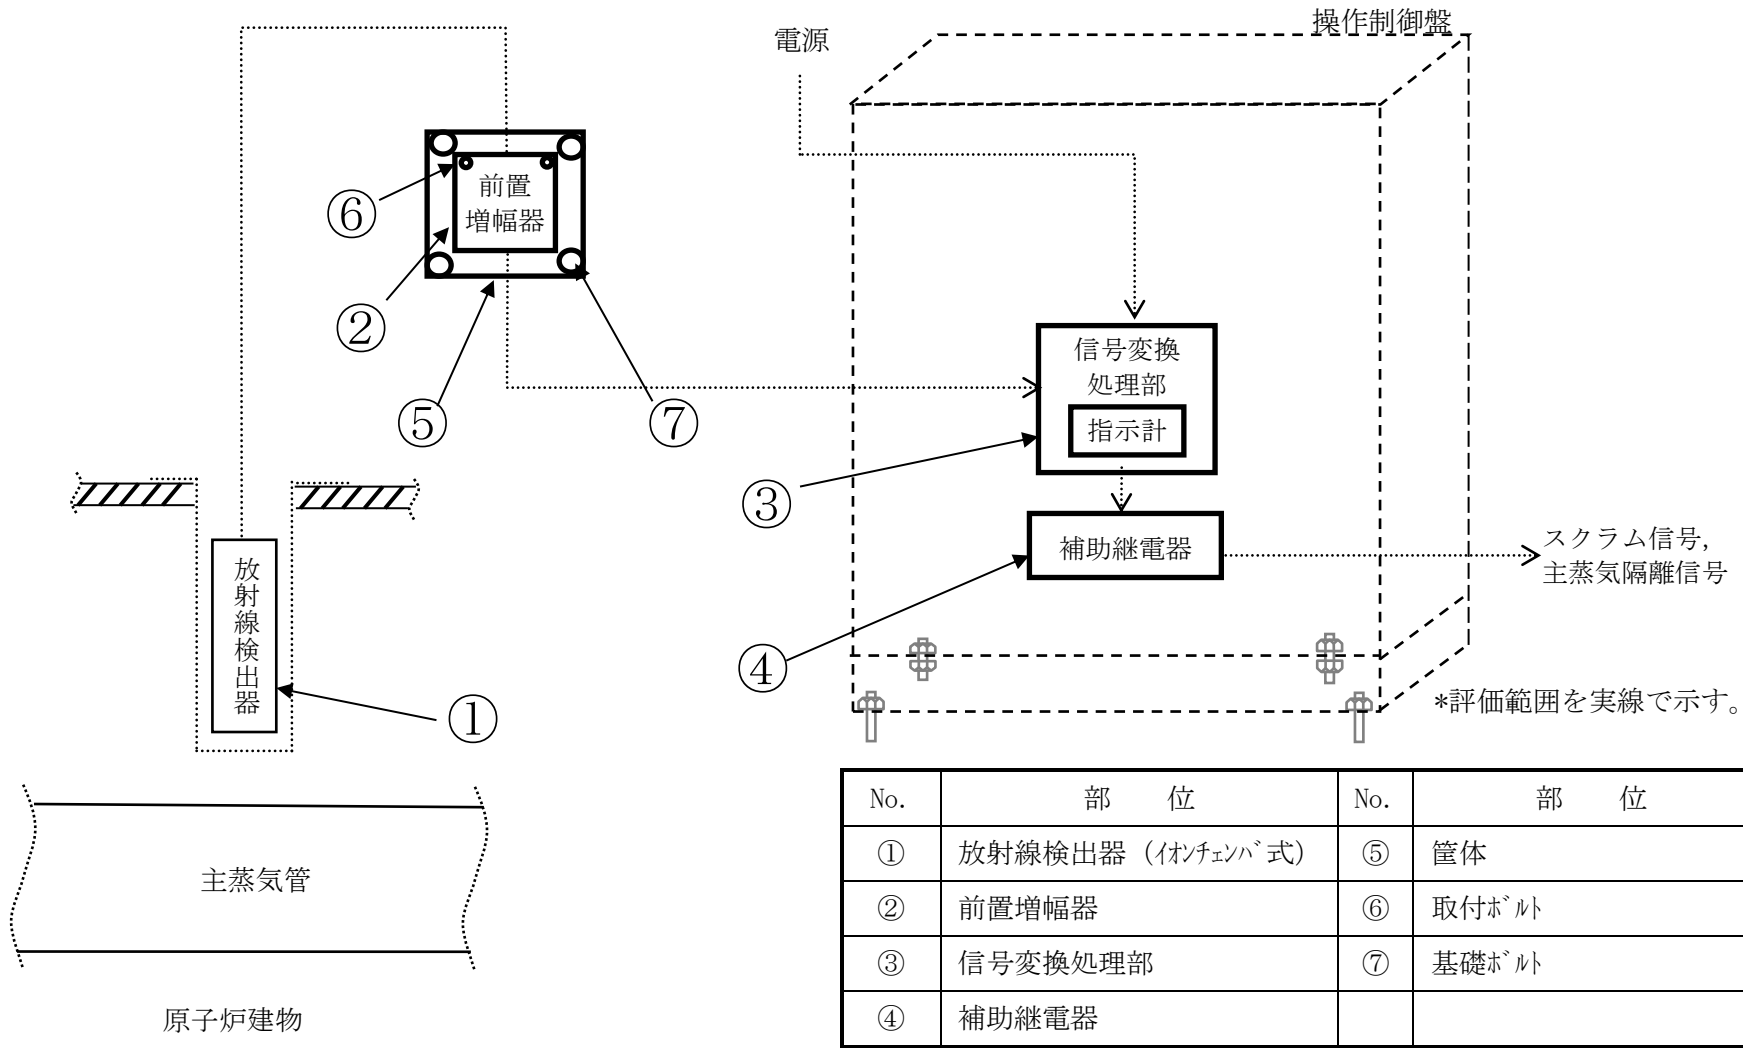 操作制御盤
電源
前置
増幅器
⑥
②
⑤
⑦
信号変換
処理部
指示計
③
補助継電器
スクラム信号,
主蒸気隔離信号
④
放射線検出器
①
*評価範囲を実線で示す。
主蒸気管
原子炉建物
No. 部 位 No. 部 位
① 放射線検出器（ｲｵﾝﾁｪﾝﾊﾞ式） ⑤ 筐体
② 前置増幅器 ⑥ 取付ﾎﾞﾙﾄ
③ 信号変換処理部 ⑦ 基礎ﾎﾞﾙﾄ
④ 補助継電器